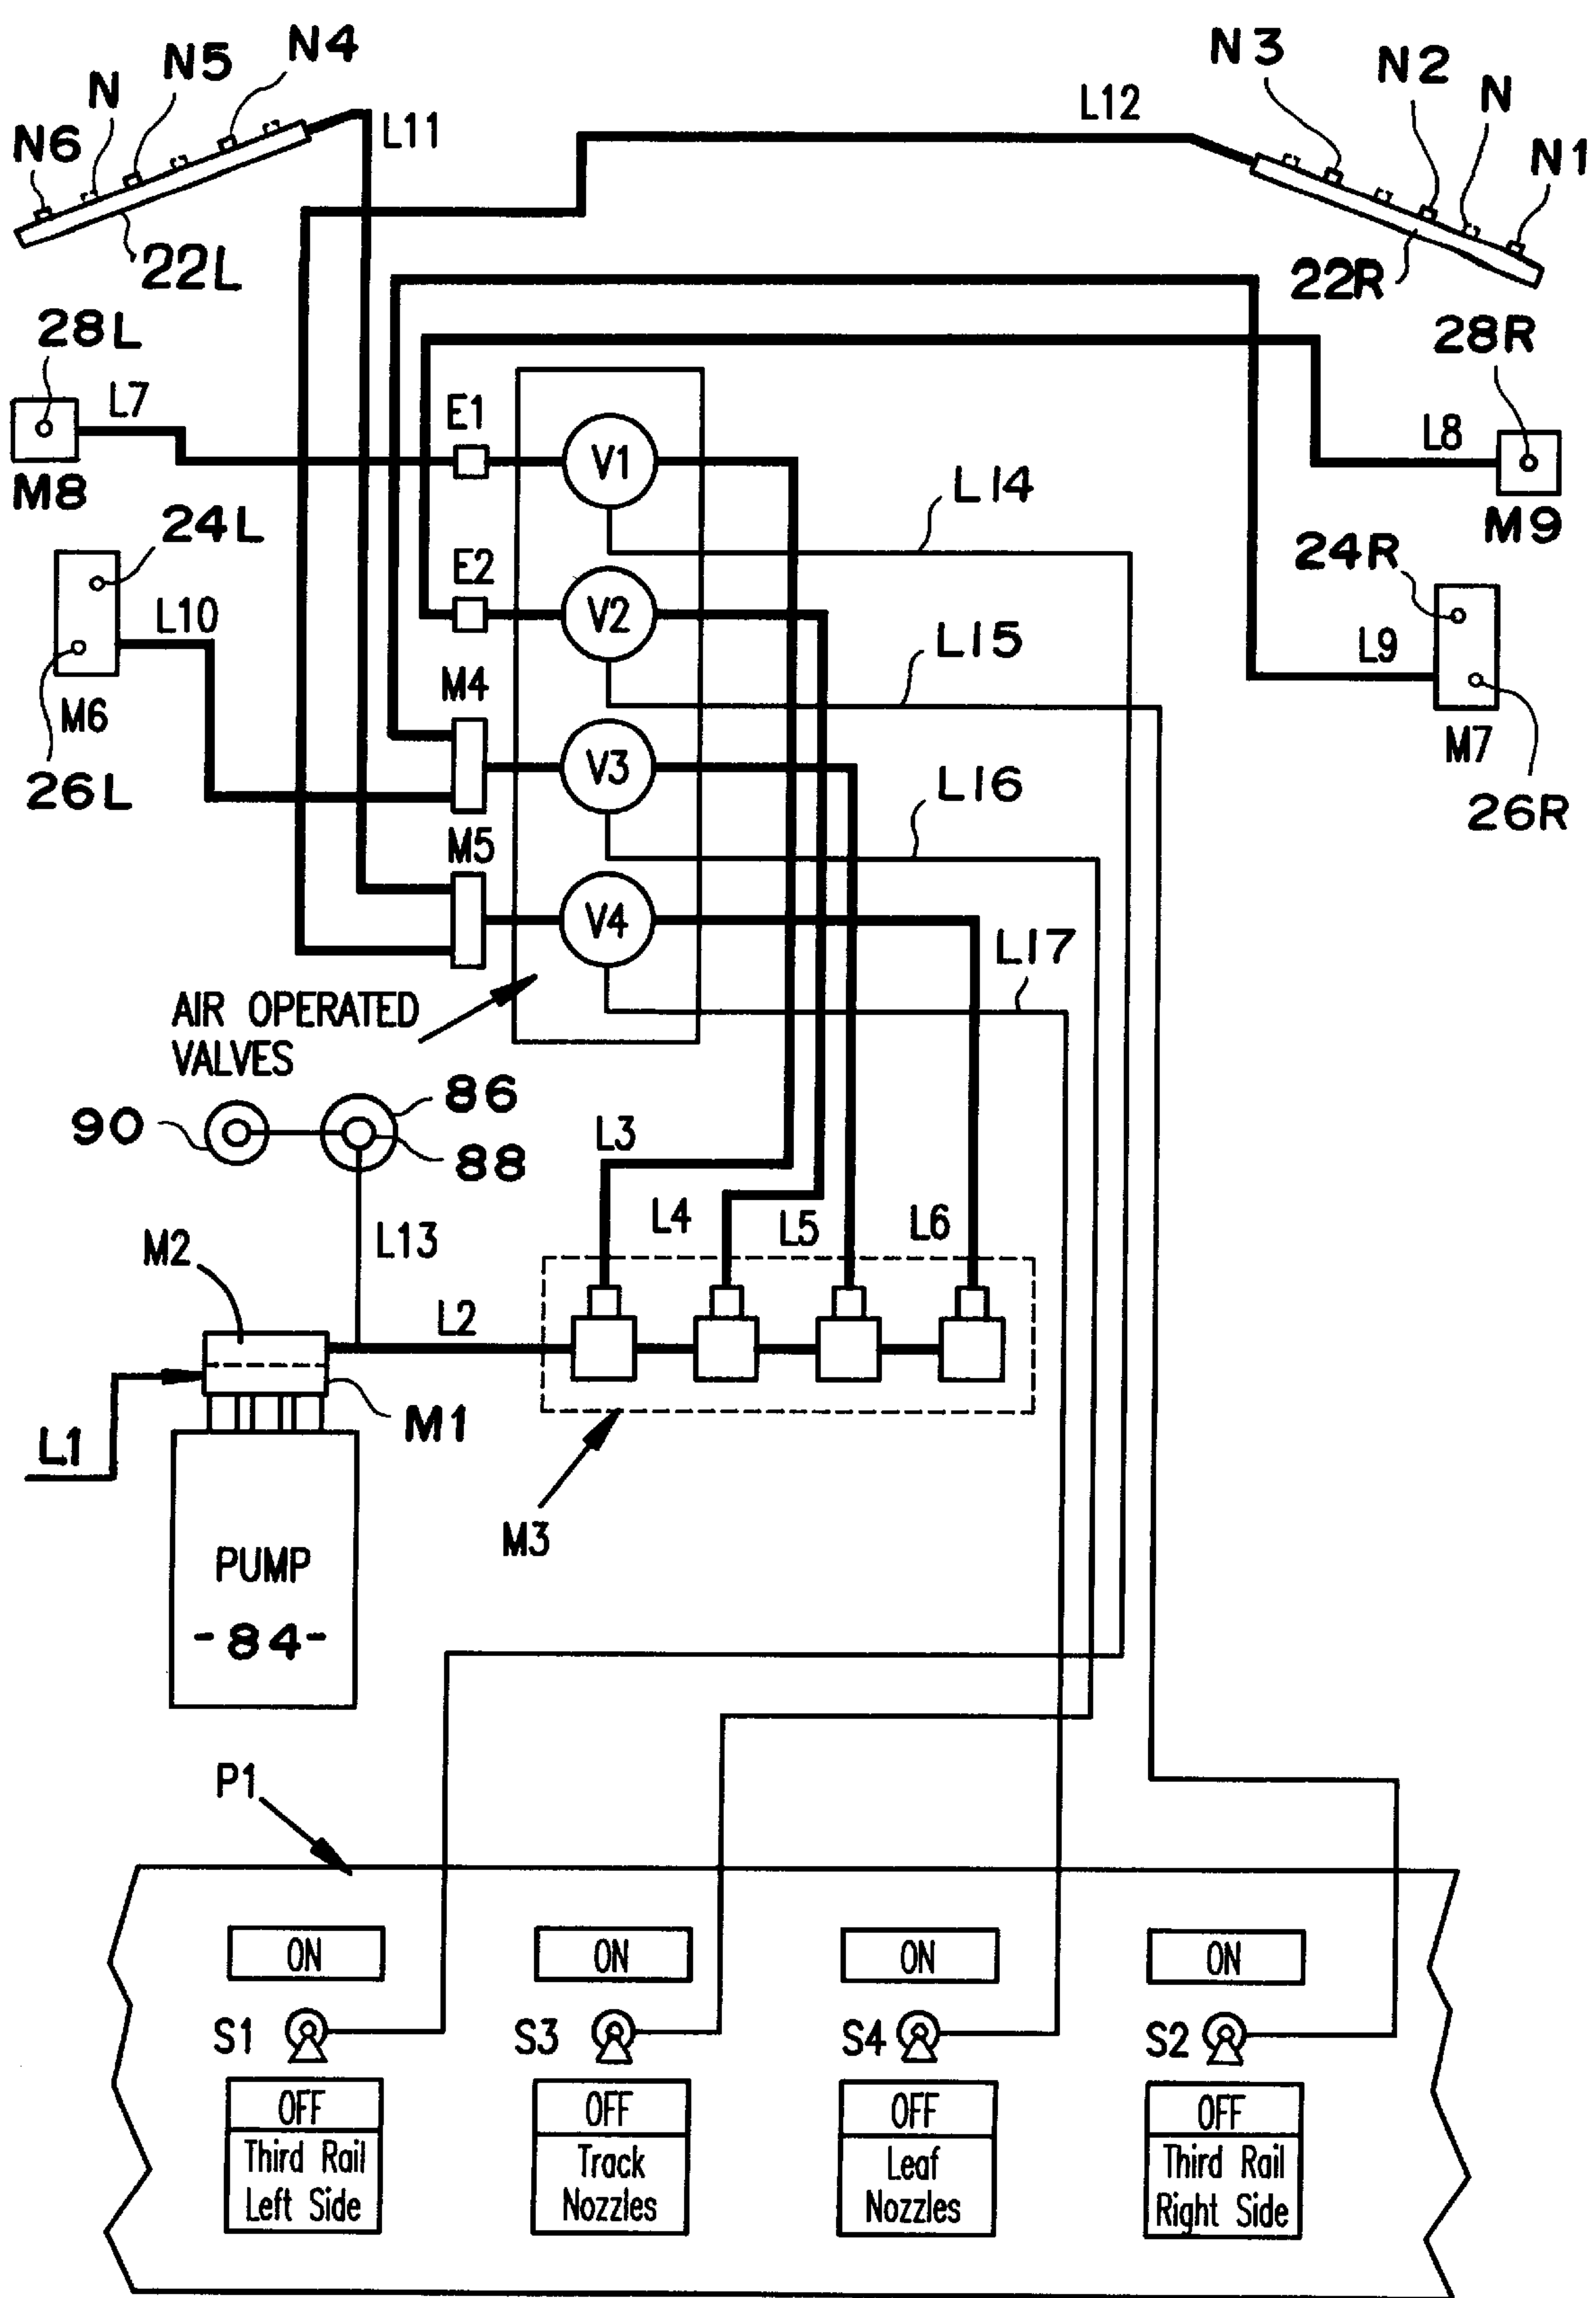 N4
N5
N
N6
L11
22L
N3
N2
N
N1
L12
22R
28L
L7
M8
E1
V1
L14
28R
L8
M9
24L
L10
M6
26L
E2
V2
L15
24R
L9
M7
26R
M4
V3
L16
M5
V4
L17
AIR OPERATED
VALVES
90
86
88
L3
L4
L5
L6
L13
M2
L2
L1
M1
M3
PUMP
-84-
P1
ON
ON
ON
ON
S1
S3
S4
S2
OFF
Third Rail
Left Side
OFF
Track
Nozzles
OFF
Leaf
Nozzles
OFF
Third Rail
Right Side